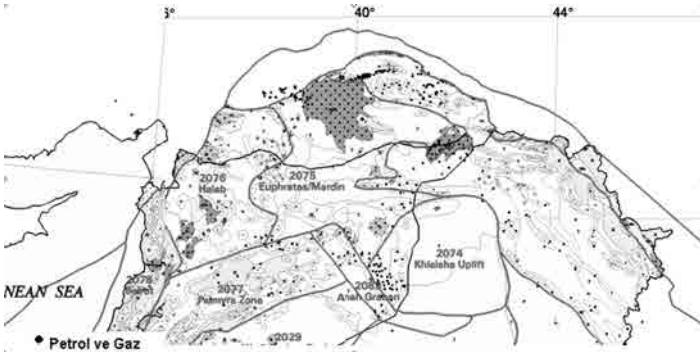 6°
40
44
2076
Halab
2075
Euphrates/Mardin
2074
Khleisha Uplift
2077
Palmyra Zone
Anah Graben
NEAN SEA
2029
Petrol ve Gaz